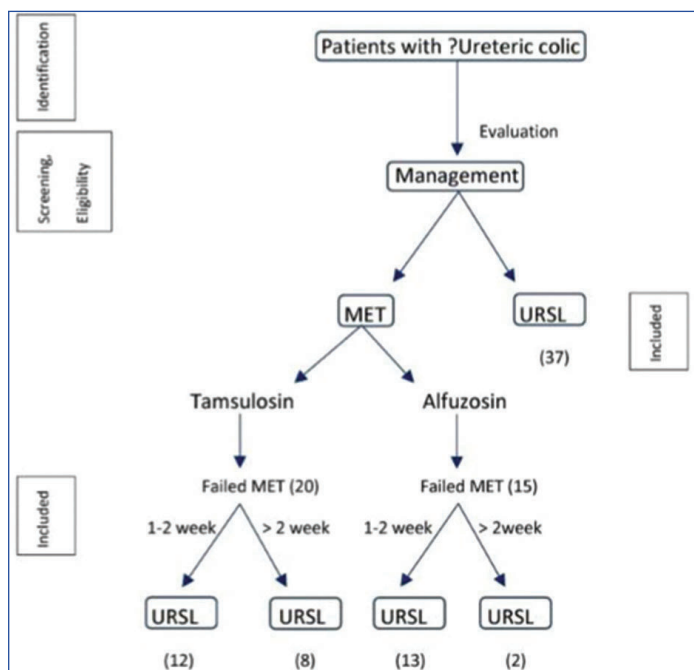 Identification
Patients with ?Ureteric colic
Evaluation
Screening,
Eligibility
Management
MET
URSL
Included
(37)
Tamsulosin
Alfuzosin
Included
Failed MET (20)
Failed MET (15)
1-2 week
> 2 week
1-2 week
> 2week
URSL
URSL
URSL
URSL
(12)
(8)
(13)
(2)